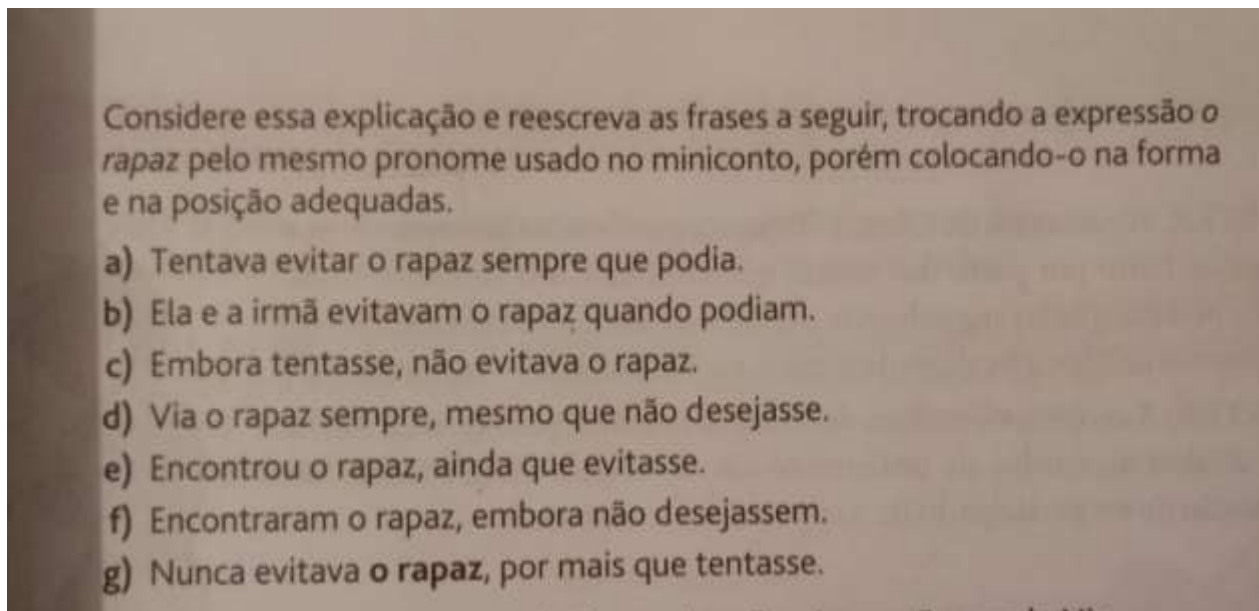 Considere essa explicação e reescreva as frases a seguir, trocando a expressão o
rapaz pelo mesmo pronome usado no miniconto, porém colocando-o na forma
e na posição adequadas.
a) Tentava evitar o rapaz sempre que podia.
b) Ela e a irmã evitavam o rapaz quando podiam.
c) Embora tentasse, não evitava o rapaz.
d) Via o rapaz sempre, mesmo que não desejasse.
e) Encontrou o rapaz, ainda que evitasse.
f) Encontraram o rapaz, embora não desejassem.
g) Nunca evitava o rapaz, por mais que tentasse.